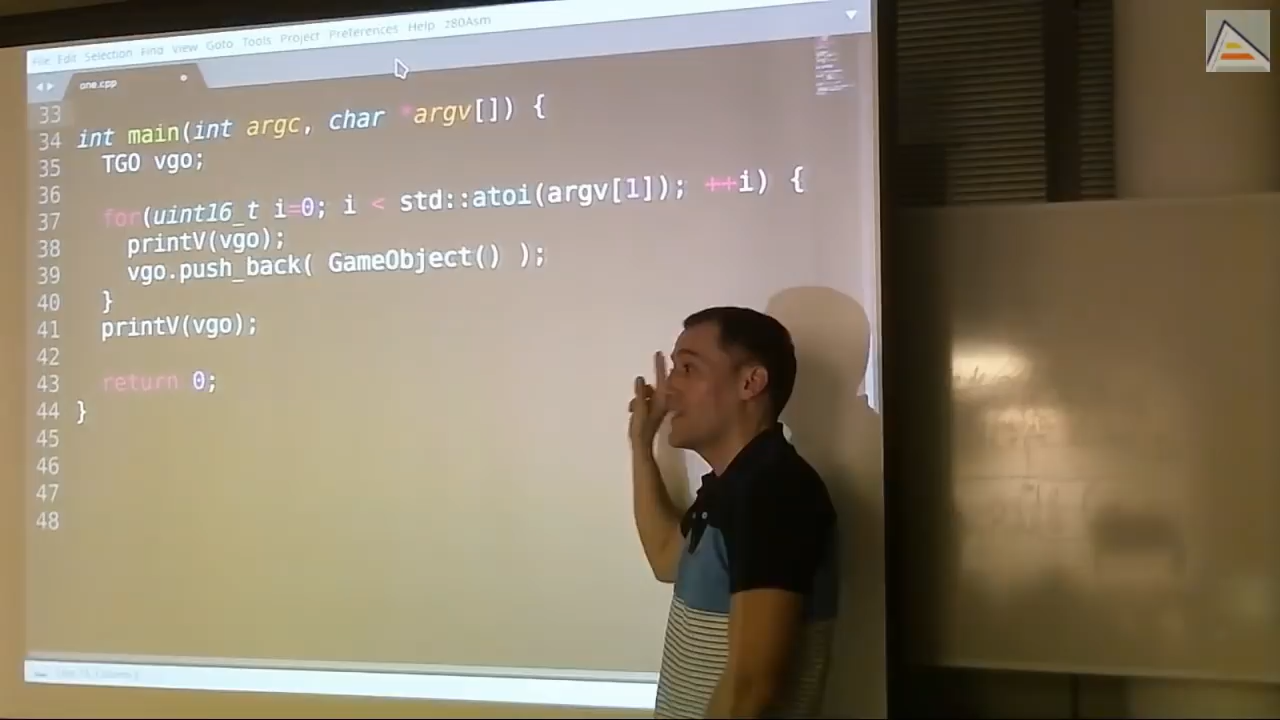 File Edit Selection Find View Goto Tools Project Preferences Help z80Asm
one.cpp
33
34 int main(int argc, char *argv[]) {
35 TGO vgo;
36
37 for(uint16_t i=0; i < std::atoi(argv[1]); ++i) {
38 printV(vgo);
39 vgo.push_back( GameObject() );
40 }
41 printV(vgo);
42
43 return 0;
44 }
45
46
47
48